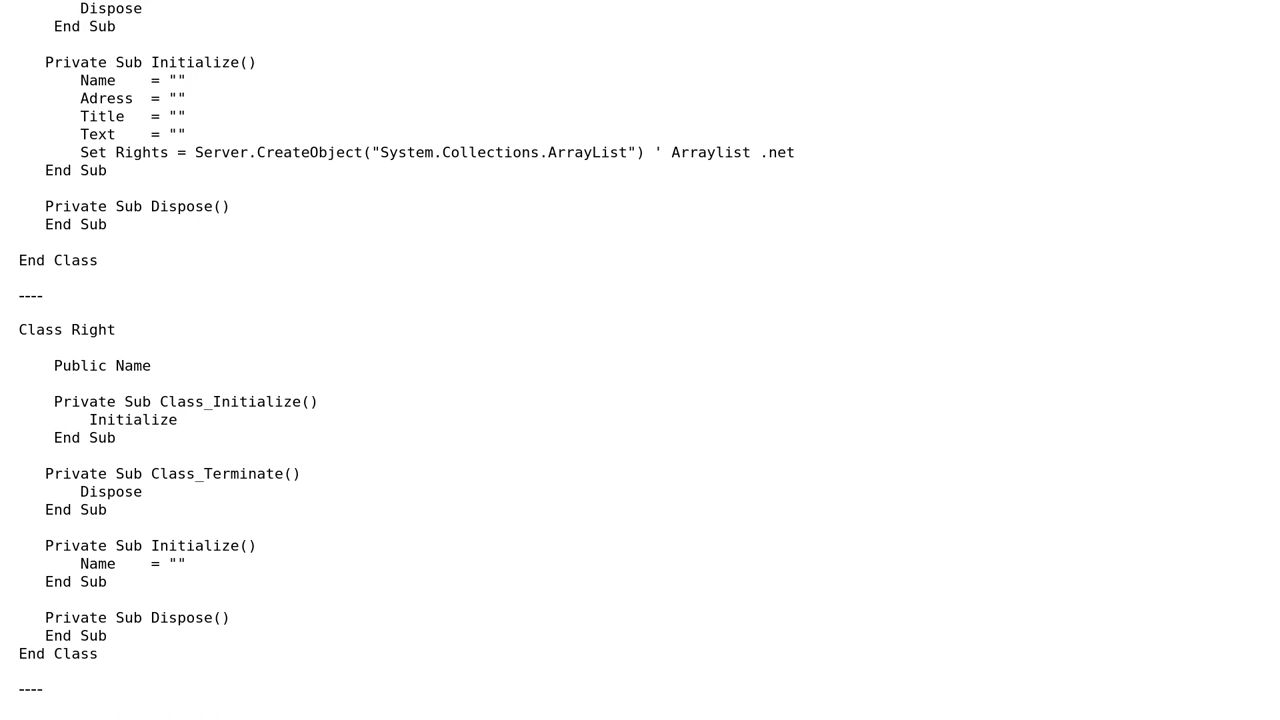 Dispose
    End Sub

   Private Sub Initialize()
       Name    = ""
       Adress  = ""
       Title   = ""
       Text    = ""
       Set Rights = Server.CreateObject("System.Collections.ArrayList") ' Arraylist .net
   End Sub

   Private Sub Dispose()
   End Sub

End Class

----

Class Right

    Public Name

    Private Sub Class_Initialize()
        Initialize
    End Sub

   Private Sub Class_Terminate()
       Dispose
   End Sub

   Private Sub Initialize()
       Name    = ""
   End Sub

   Private Sub Dispose()
   End Sub
End Class

----